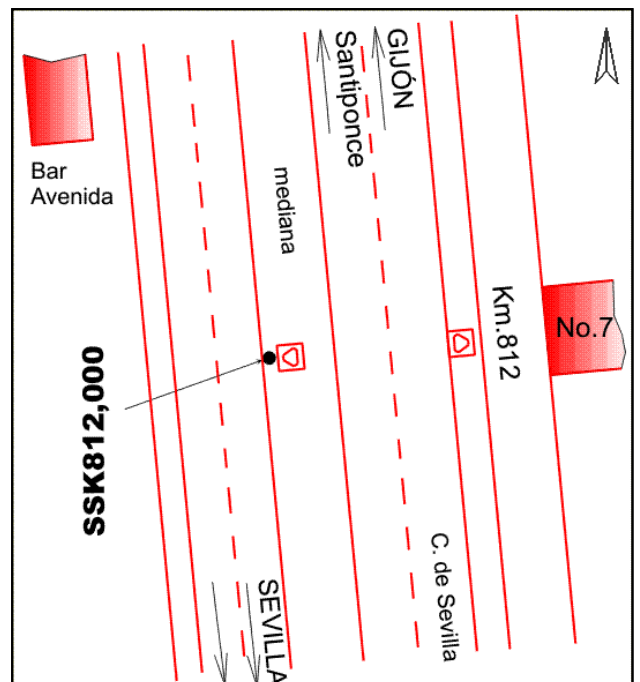 GIJÓN
Santiponce
Bar
Avenida
mediana
Km.812
No.7
SSK812,000
C. de Sevilla
SEVILLA